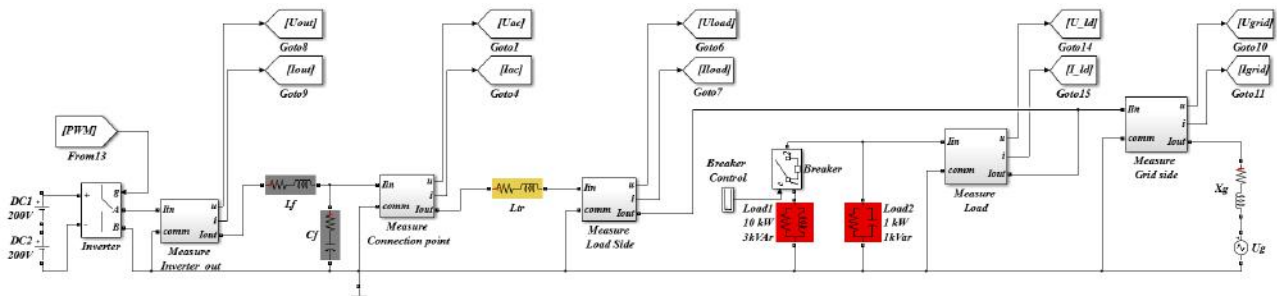 [Uout]
Goto8
[Iout]
Goto9
[Uac]
Goto1
[Iac]
Goto4
[Uload]
Goto6
[Iload]
Goto7
[U_ld]
Goto14
[I_ld]
Goto15
[Ugrid]
Goto10
[Igrid]
Goto11
[PWM]
From13
DC1
200V
DC2
200V
+
-
g
A
B
Inverter
Iin
comm
u
i
Iout
Measure
Inverter out
Lf
Cf
Iin
comm
u
i
Iout
Measure
Connection point
Ltr
Iin
comm
u
i
Iout
Measure
Load Side
Breaker
Control
Breaker
Load1
10 kW
3kVAr
Load2
1 kW
1kVar
Iin
comm
u
i
Iout
Measure
Load
Iin
comm
u
i
Iout
Measure
Grid side
Xg
Ug